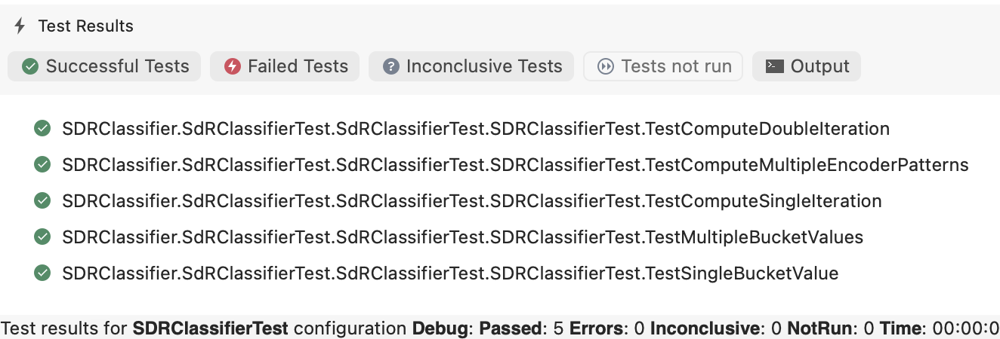 Test Results
Successful Tests Failed Tests Inconclusive Tests Tests not run Output
SDRClassifier.SdRClassifierTest.SdRClassifierTest.SDRClassifierTest.TestComputeDoubleIteration
SDRClassifier.SdRClassifierTest.SdRClassifierTest.SDRClassifierTest.TestComputeMultipleEncoderPatterns
SDRClassifier.SdRClassifierTest.SdRClassifierTest.SDRClassifierTest.TestComputeSingleIteration
SDRClassifier.SdRClassifierTest.SdRClassifierTest.SDRClassifierTest.TestMultipleBucketValues
SDRClassifier.SdRClassifierTest.SdRClassifierTest.SDRClassifierTest.TestSingleBucketValue
Test results for SDRClassifierTest configuration Debug: Passed: 5 Errors: 0 Inconclusive: 0 NotRun: 0 Time: 00:00:0